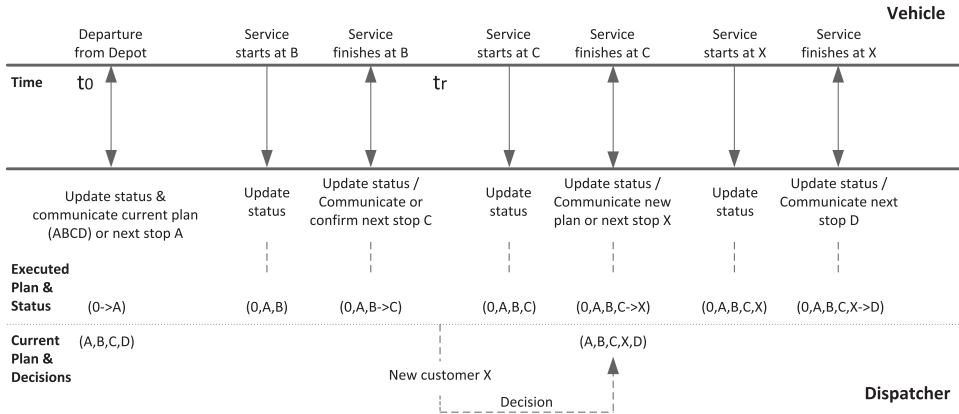 Vehicle
Departure
from Depot
Service
starts at B
Service
finishes at B
Service
starts at C
Service
finishes at C
Service
starts at X
Service
finishes at X
Time
t0
tr
Update status &
communicate current plan
(ABCD) or next stop A
Update
status
Update status /
Communicate or
confirm next stop C
Update
status
Update status /
Communicate new
plan or next stop X
Update
status
Update status /
Communicate next
stop D
Executed
Plan &
Status
(0->A)
(0,A,B)
(0,A,B->C)
(0,A,B,C)
(0,A,B,C->X)
(0,A,B,C,X)
(0,A,B,C,X->D)
Current
Plan &
Decisions
(A,B,C,D)
(A,B,C,X,D)
New customer X
Decision
Dispatcher